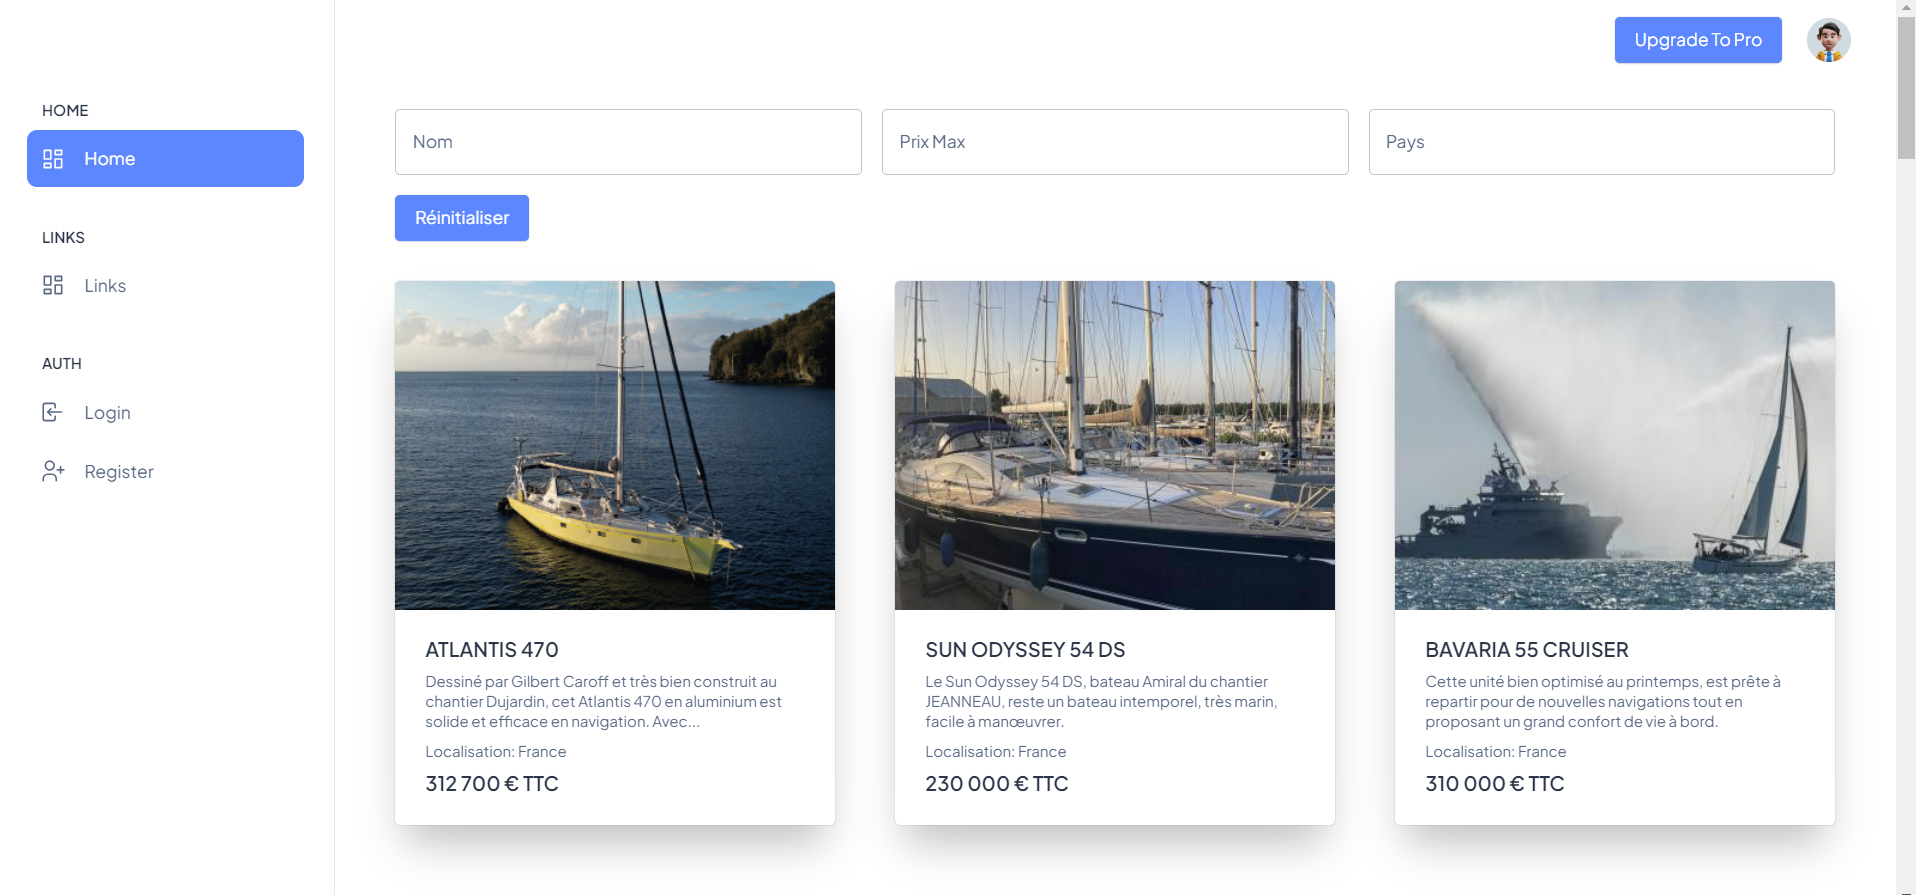 Upgrade To Pro
HOME
Home
LINKS
Links
AUTH
Login
Register
Nom
Prix Max
Pays
Réinitialiser
ATLANTIS 470
Dessiné par Gilbert Caroff et très bien construit au
chantier Dujardin, cet Atlantis 470 en aluminium est
solide et efficace en navigation. Avec...
Localisation: France
312 700 € TTC
SUN ODYSSEY 54 DS
Le Sun Odyssey 54 DS, bateau Amiral du chantier
JEANNEAU, reste un bateau intemporel, très marin,
facile à manœuvrer.
Localisation: France
230 000 € TTC
BAVARIA 55 CRUISER
Cette unité bien optimisé au printemps, est prête à
repartir pour de nouvelles navigations tout en
proposant un grand confort de vie à bord.
Localisation: France
310 000 € TTC